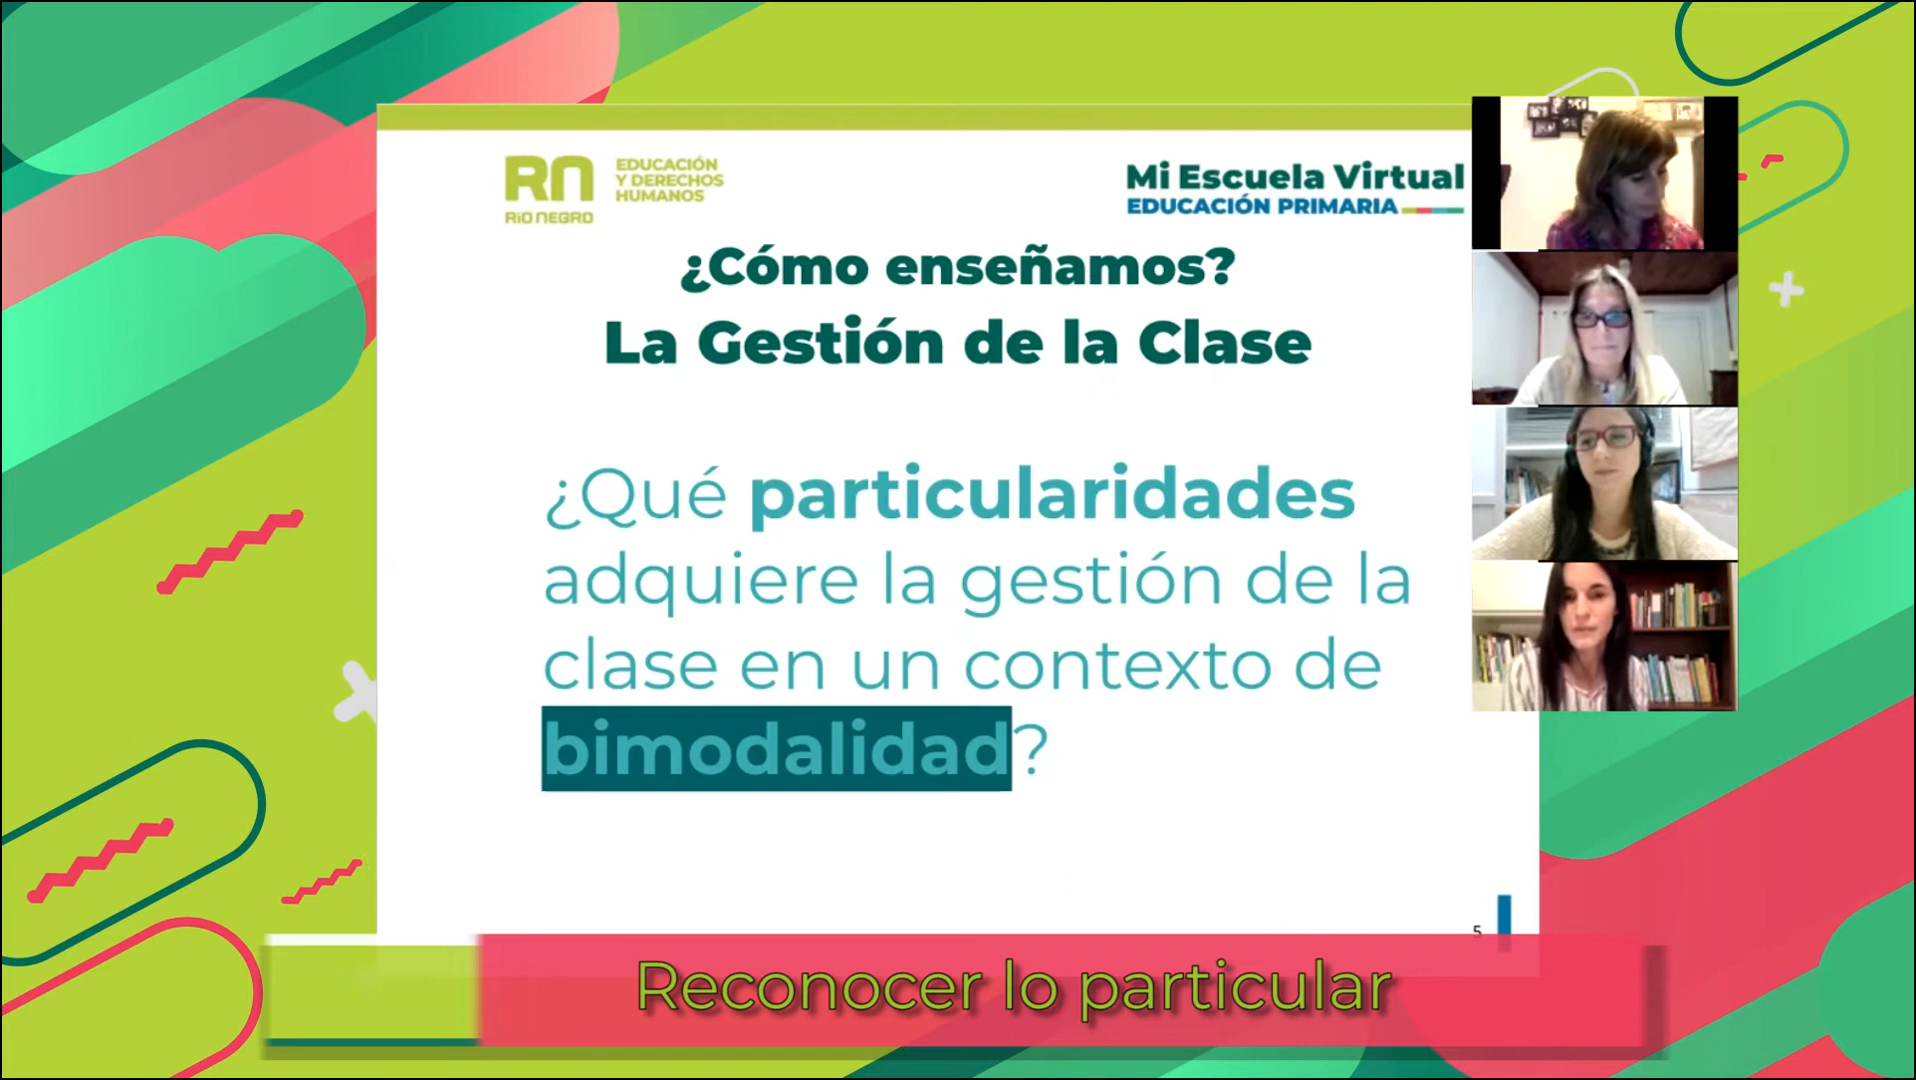 RN
RÍO NEGRO
EDUCACIÓN
Y DERECHOS
HUMANOS
Mi Escuela Virtual
EDUCACIÓN PRIMARIA
¿Cómo enseñamos?
La Gestión de la Clase
¿Qué particularidades
adquiere la gestión de la
clase en un contexto de
bimodalidad?
5
Reconocer lo particular